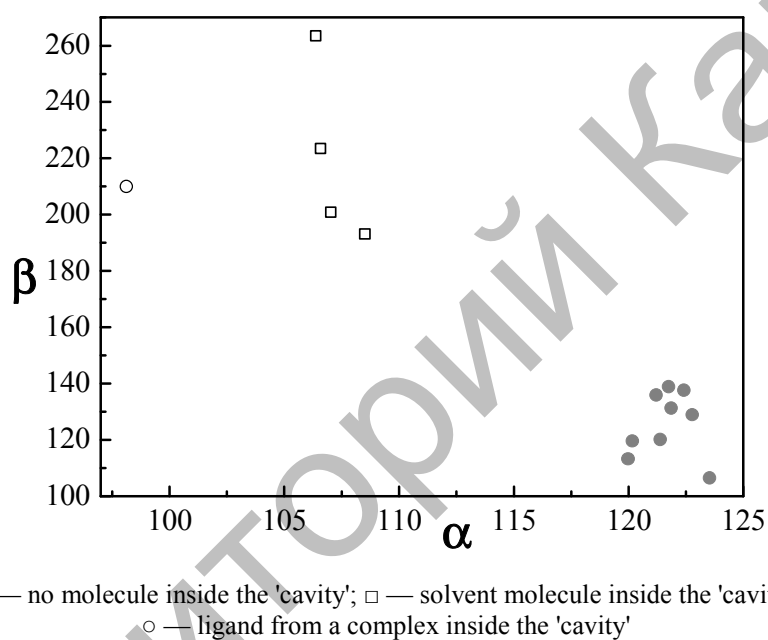 260
240
220
200
β 180
160
140
120
100
100 105 110 115 120 125
α
— no molecule inside the 'cavity'; □ — solvent molecule inside the
○ — ligand from a complex inside the 'cavity'